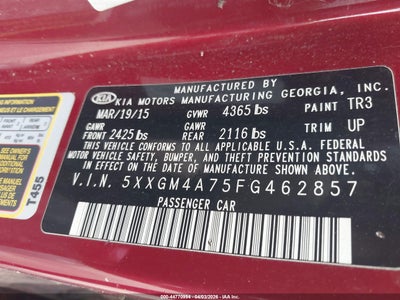 MANUFACTURED BY
KIA KIA MOTORS MANUFACTURING GEORGIA, INC.
MAR/19/15 GVWR 4365 lbs PAINT TR3
GAWR FRONT 2425 lbs GAWR REAR 2116 lbs TRIM UP
THIS VEHICLE CONFORMS TO ALL APPLICABLE U.S.A. FEDERAL
MOTOR VEHICLE SAFETY, BUMPER, AND THEFT PREVENTION STANDARDS
IN EFFECT ON THE DATE OF MANUFACTURE SHOWN ABOVE.
V.I.N. 5XXGM4A75FG462857
PASSENGER CAR
T455